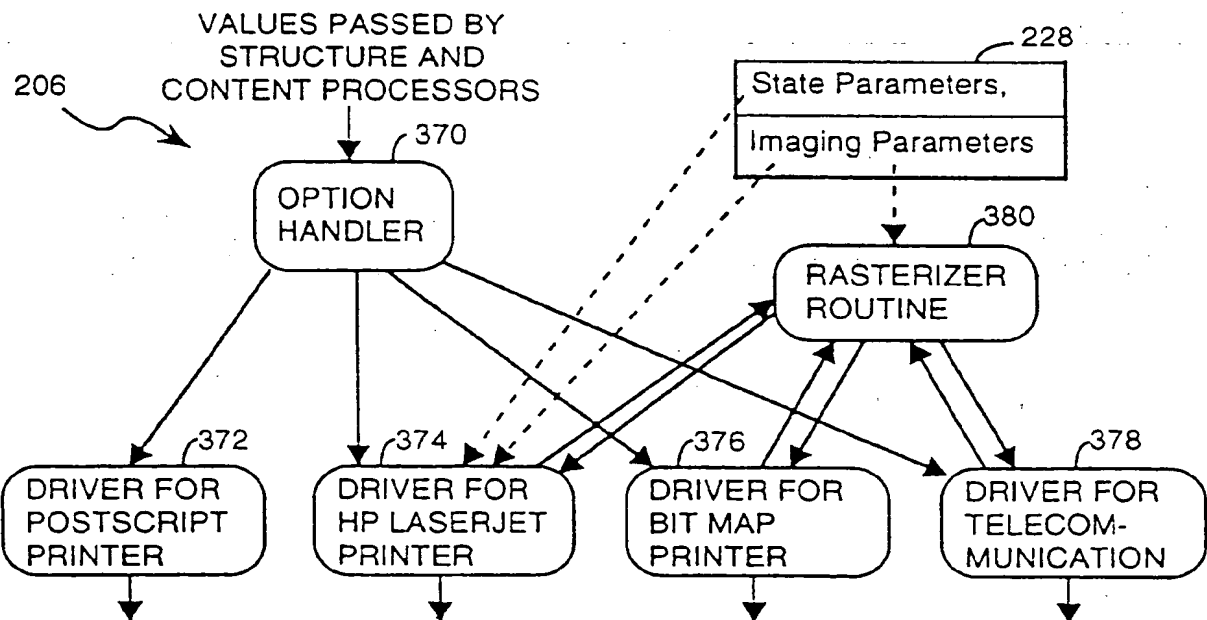 VALUES PASSED BY
STRUCTURE AND
CONTENT PROCESSORS
206
228
State Parameters,
Imaging Parameters
370
OPTION
HANDLER
380
RASTERIZER
ROUTINE
372
DRIVER FOR
POSTSCRIPT
PRINTER
374
DRIVER FOR
HP LASERJET
PRINTER
376
DRIVER FOR
BIT MAP
PRINTER
378
DRIVER FOR
TELECOM-
MUNICATION